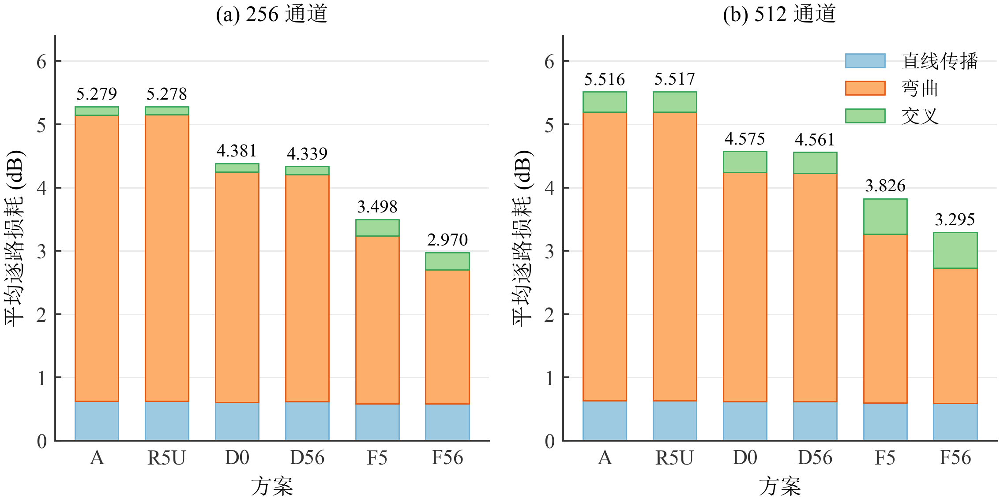 (a) 256 通道
平均逐路损耗 (dB)
6
5
4
3
2
1
0
5.279
5.278
4.381
4.339
3.498
2.970
A
R5U
D0
D56
F5
F56
方案
(b) 512 通道
平均逐路损耗 (dB)
6
5
4
3
2
1
0
直线传播
弯曲
交叉
5.516
5.517
4.575
4.561
3.826
3.295
A
R5U
D0
D56
F5
F56
方案